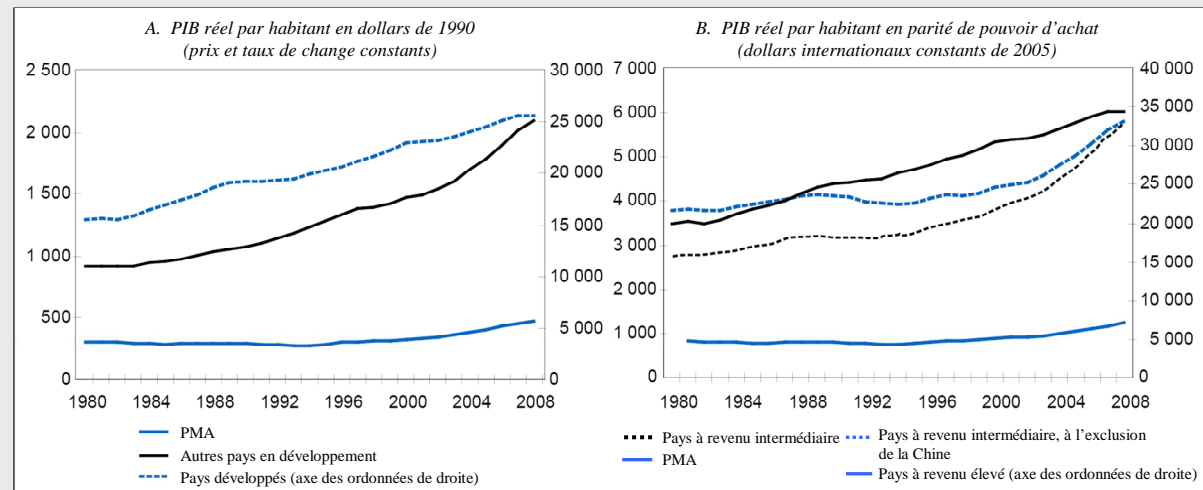 A. PIB réel par habitant en dollars de 1990
(prix et taux de change constants)
2 500
2 000
1 500
1 000
500
0
30 000
25 000
20 000
15 000
10 000
5 000
0
1980 1984 1988 1992 1996 2000 2004 2008
PMA
Autres pays en développement
Pays développés (axe des ordonnées de droite)
B. PIB réel par habitant en parité de pouvoir d’achat
(dollars internationaux constants de 2005)
7 000
6 000
5 000
4 000
3 000
2 000
1 000
0
40 000
35 000
30 000
25 000
20 000
15 000
10 000
5 000
0
1980 1984 1988 1992 1996 2000 2004 2008
Pays à revenu intermédiaire
PMA
Pays à revenu intermédiaire, à l’exclusion
de la Chine
Pays à revenu élevé (axe des ordonnées de droite)